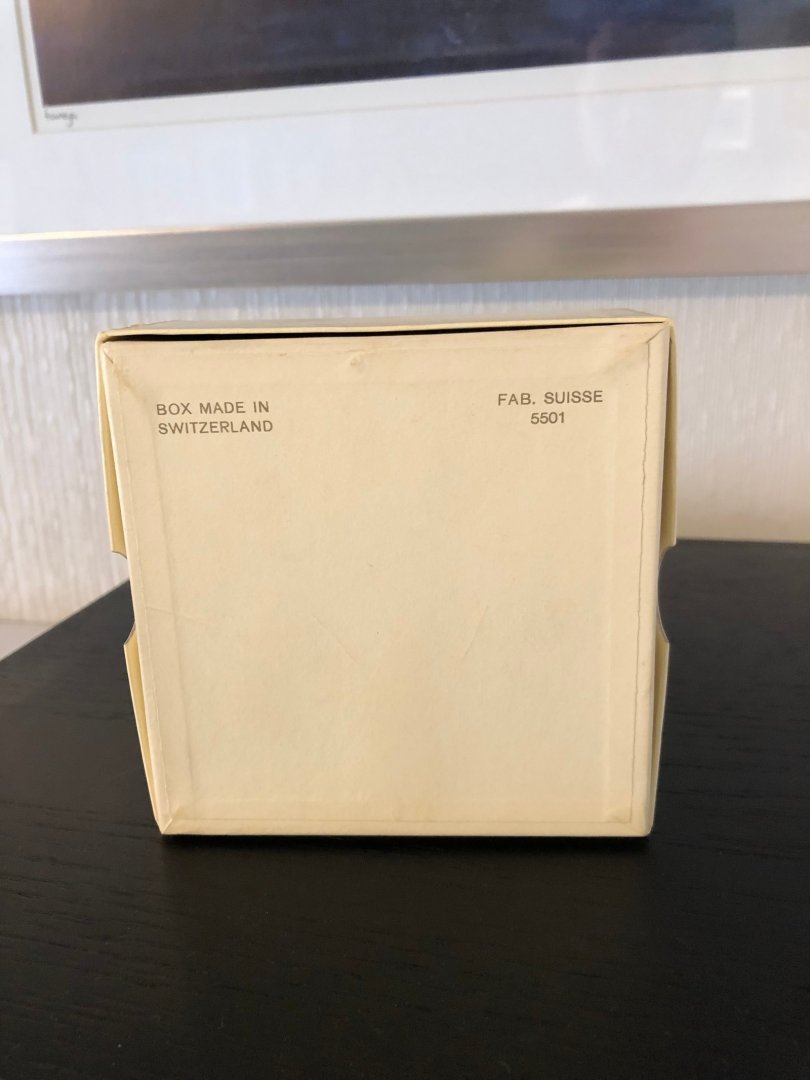 BOX MADE IN
SWITZERLAND
FAB. SUISSE
5501